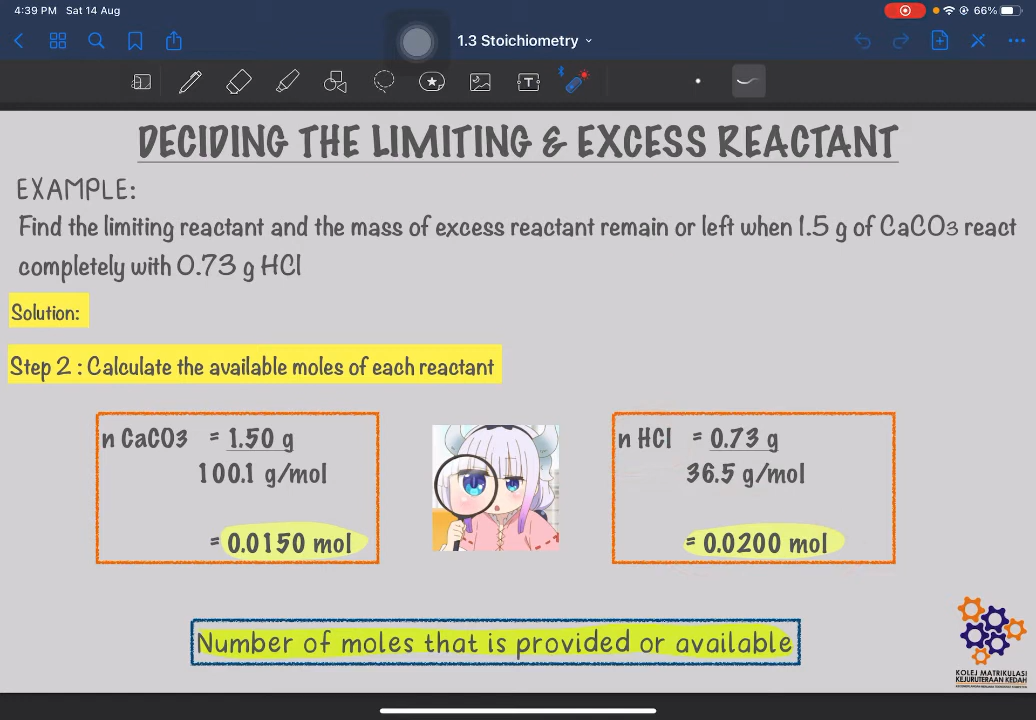 4:39 PM Sat 14 Aug
66%
1.3 Stoichiometry
T
DECIDING THE LIMITING & EXCESS REACTANT
EXAMPLE:
Find the limiting reactant and the mass of excess reactant remain or left when 1.5 g of CaCO3 react
completely with 0.73 g HCl
Solution:
Step 2 : Calculate the available moles of each reactant
n CaCO3 = 1.50 g
100.1 g/mol
= 0.0150 mol
n HCl = 0.73 g
36.5 g/mol
= 0.0200 mol
Number of moles that is provided or available
KOLEJ MATRIKULASI
KEJURUTERAAN KEDAH